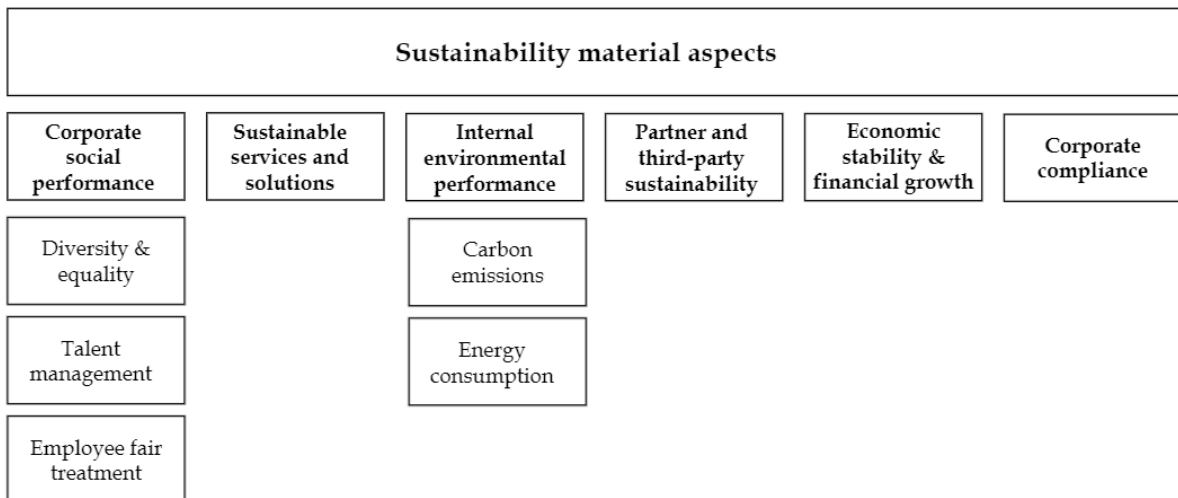 Sustainability material aspects
Corporate
social
performance
Sustainable
services and
solutions
Internal
environmental
performance
Partner and
third-party
sustainability
Economic
stability &
financial growth
Corporate
compliance
Diversity &
equality
Carbon
emissions
Talent
management
Energy
consumption
Employee fair
treatment